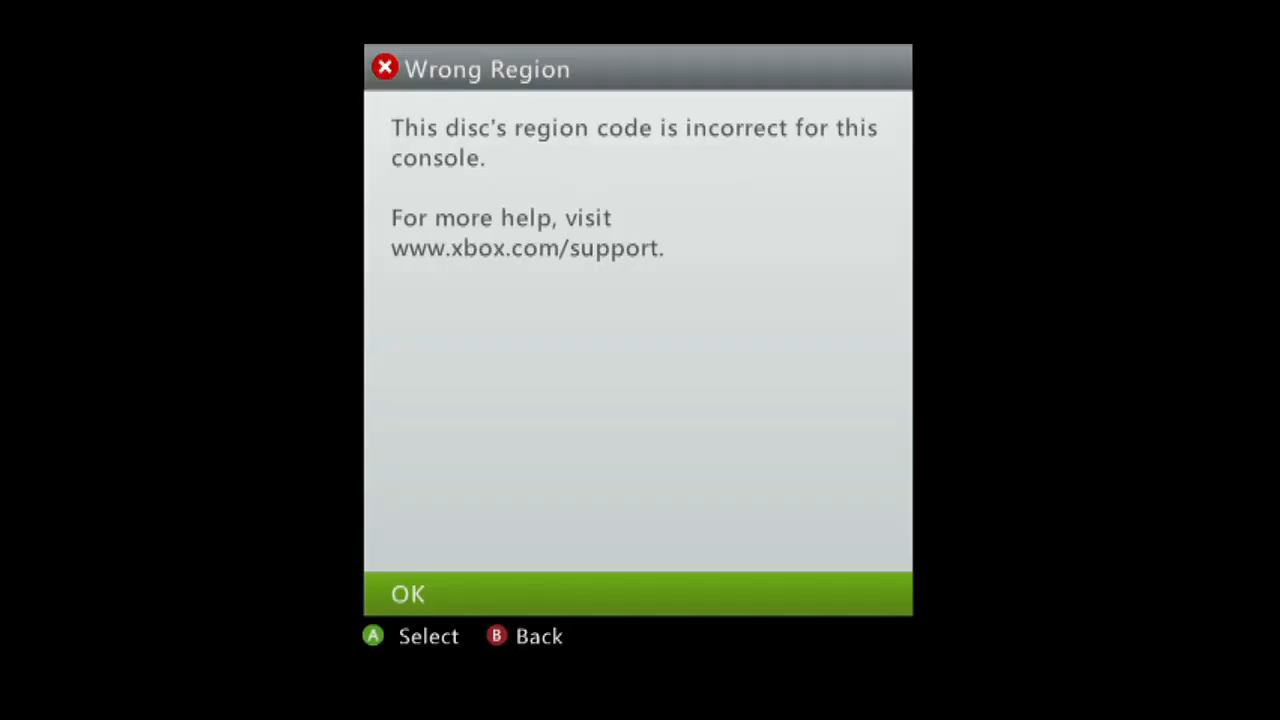 Wrong Region
This disc's region code is incorrect for this
console.
For more help, visit
www.xbox.com/support.
OK
A Select B Back